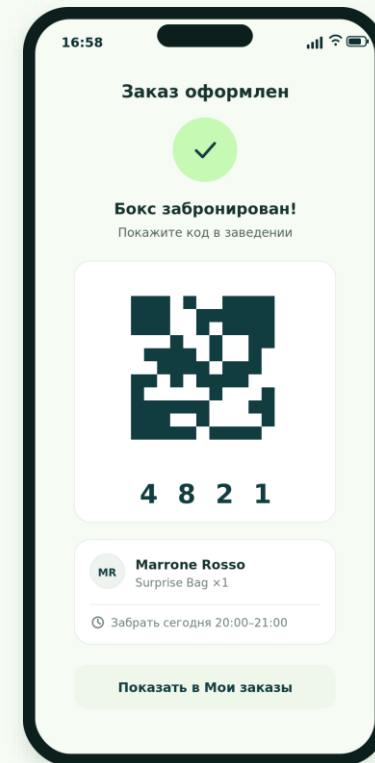 16:58
Заказ оформлен
Бокс забронирован!
Покажите код в заведении
4 8 2 1
MR
Marrone Rosso
Surprise Bag ×1
Забрать сегодня 20:00–21:00
Показать в Мои заказы